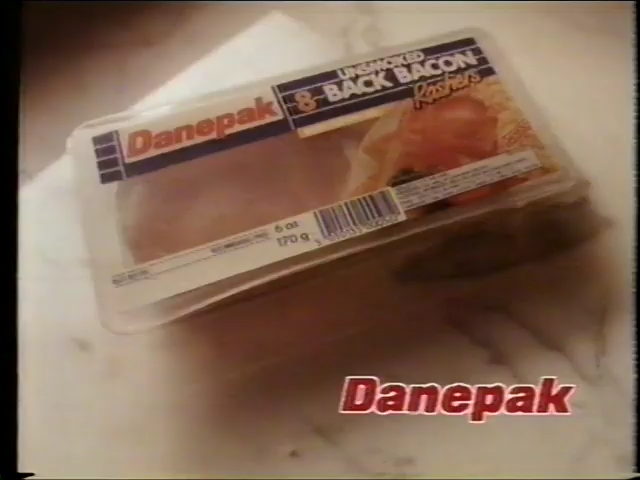 UNSMOKED
Danepak 8 BACK BACON
Rashers
6 oz
170 g
Danepak